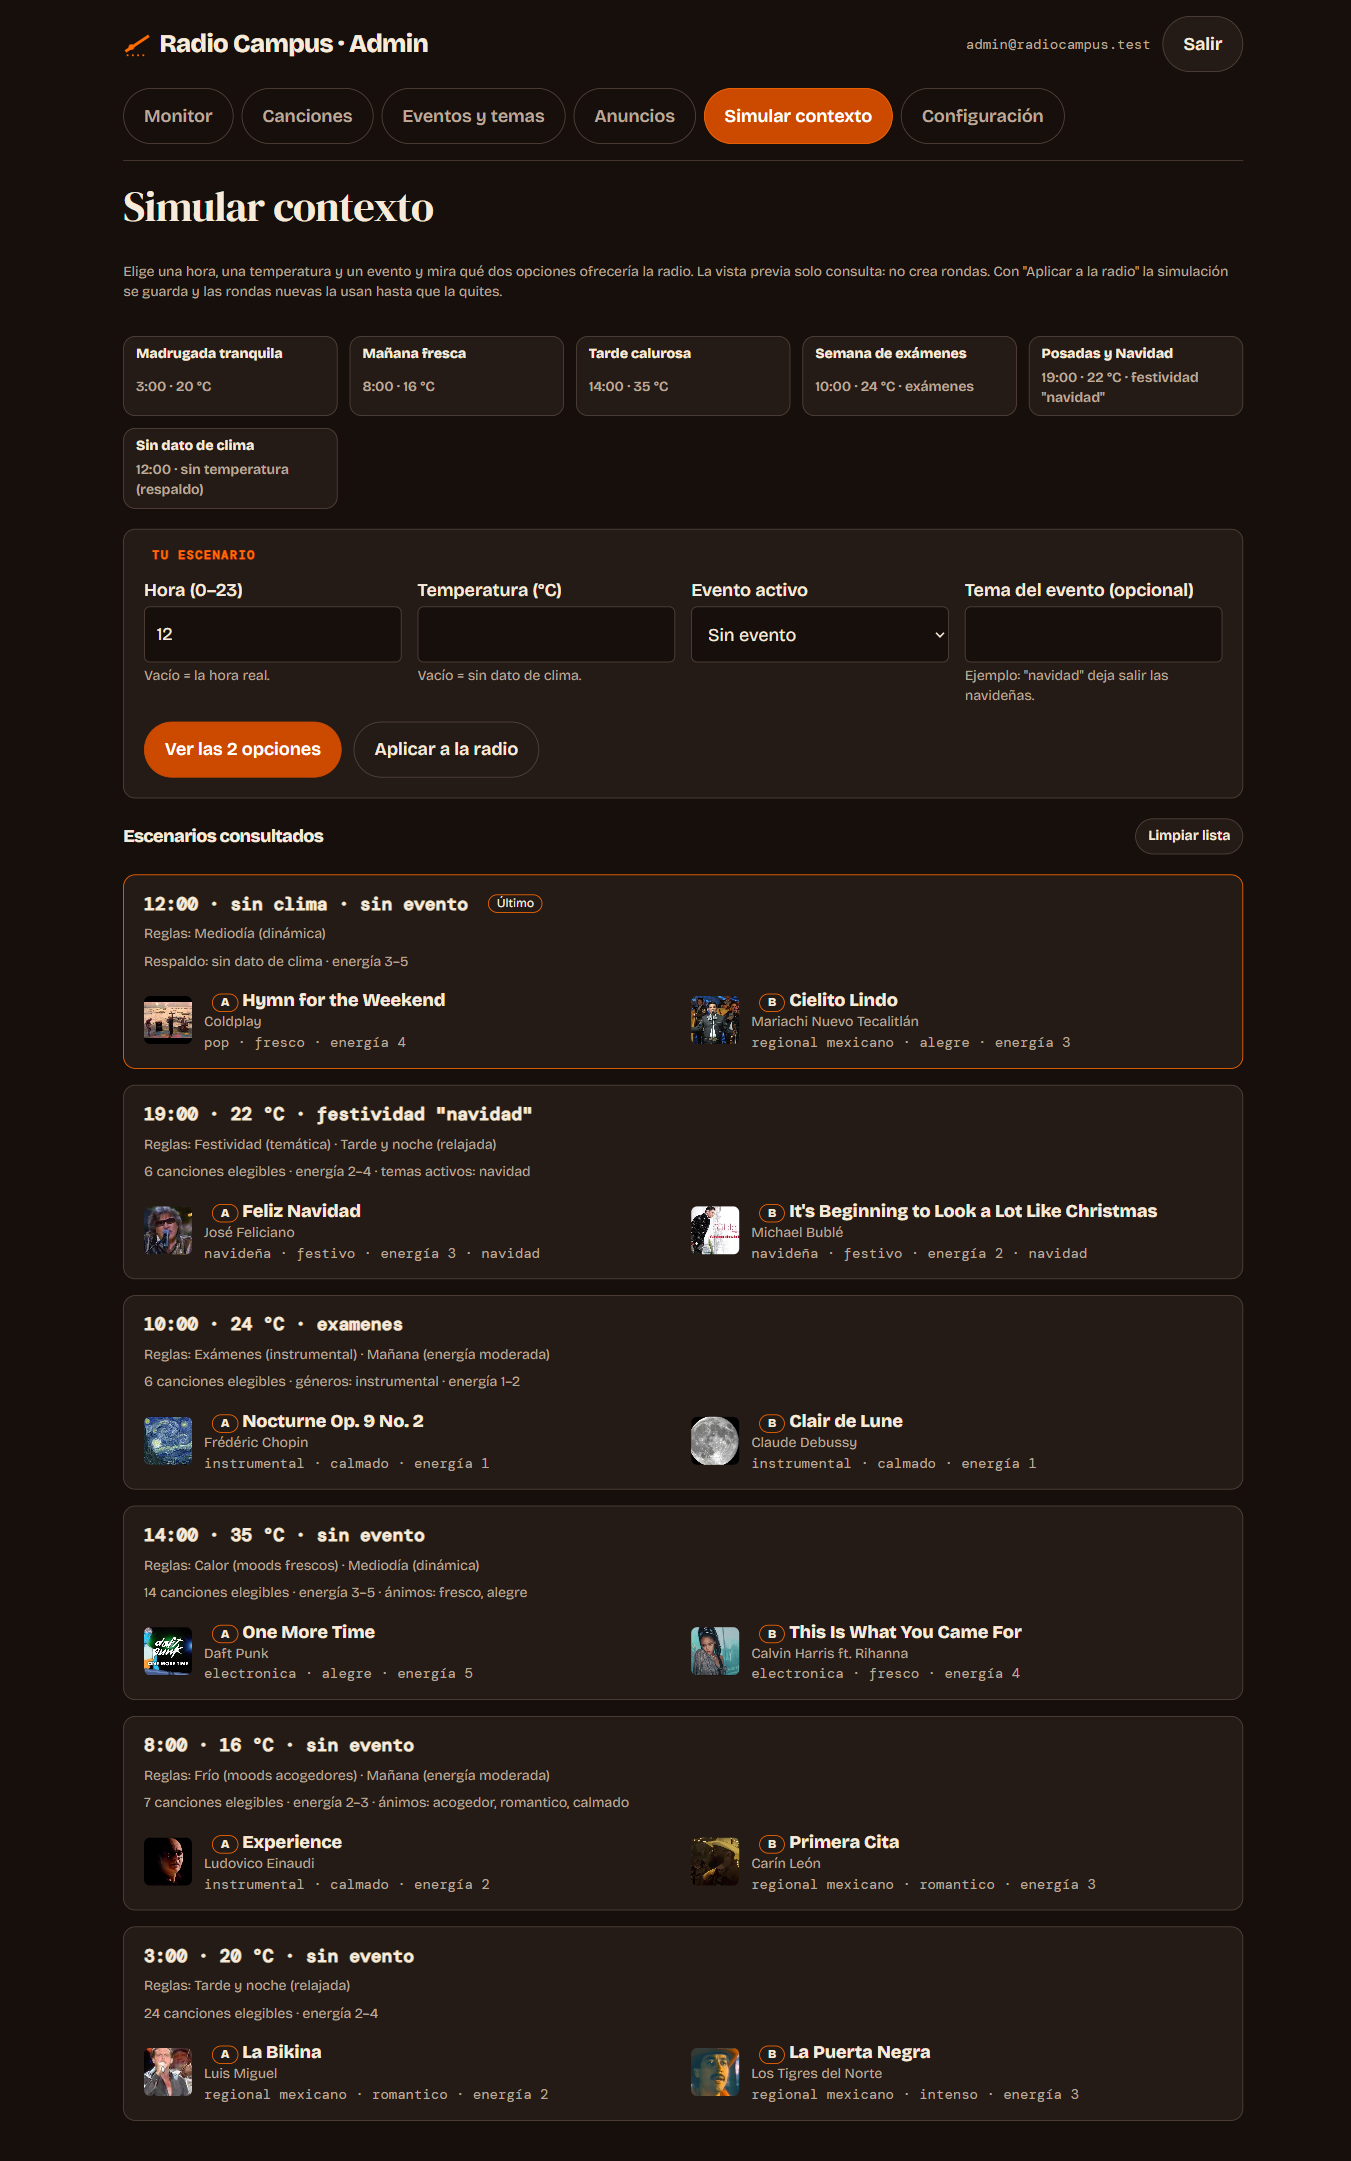 Radio Campus · Admin
admin@radiocampus.test
Salir
Monitor
Canciones
Eventos y temas
Anuncios
Simular contexto
Configuración
Simular contexto
Elige una hora, una temperatura y un evento y mira qué dos opciones ofrecería la radio. La vista previa solo consulta: no crea rondas. Con "Aplicar a la radio" la simulación
se guarda y las rondas nuevas la usan hasta que la quites.
Madrugada tranquila
3:00 · 20 °C
Mañana fresca
8:00 · 16 °C
Tarde calurosa
14:00 · 35 °C
Semana de exámenes
10:00 · 24 °C · exámenes
Posadas y Navidad
19:00 · 22 °C · festividad
"navidad"
Sin dato de clima
12:00 · sin temperatura
(respaldo)
TU ESCENARIO
Hora (0–23)
12
Vacío = la hora real.
Temperatura (°C)
Vacío = sin dato de clima.
Evento activo
Sin evento
Tema del evento (opcional)
Ejemplo: "navidad" deja salir las
navideñas.
Ver las 2 opciones
Aplicar a la radio
Escenarios consultados
Limpiar lista
12:00 · sin clima · sin evento
Último
Reglas: Mediodía (dinámica)
Respaldo: sin dato de clima · energía 3–5
A Hymn for the Weekend
Coldplay
pop · fresco · energía 4
B Cielito Lindo
Mariachi Nuevo Tecalitlán
regional mexicano · alegre · energía 3
19:00 · 22 °C · festividad "navidad"
Reglas: Festividad (temática) · Tarde y noche (relajada)
6 canciones elegibles · energía 2–4 · temas activos: navidad
A Feliz Navidad
José Feliciano
navideña · festivo · energía 3 · navidad
B It's Beginning to Look a Lot Like Christmas
Michael Bublé
navideña · festivo · energía 2 · navidad
10:00 · 24 °C · examenes
Reglas: Exámenes (instrumental) · Mañana (energía moderada)
6 canciones elegibles · géneros: instrumental · energía 1–2
A Nocturne Op. 9 No. 2
Frédéric Chopin
instrumental · calmado · energía 1
B Clair de Lune
Claude Debussy
instrumental · calmado · energía 1
14:00 · 35 °C · sin evento
Reglas: Calor (moods frescos) · Mediodía (dinámica)
14 canciones elegibles · energía 3–5 · ánimos: fresco, alegre
daft
punk
ONE MORE TIME
A One More Time
Daft Punk
electronica · alegre · energía 5
B This Is What You Came For
Calvin Harris ft. Rihanna
electronica · fresco · energía 4
8:00 · 16 °C · sin evento
Reglas: Frío (moods acogedores) · Mañana (energía moderada)
7 canciones elegibles · energía 2–3 · ánimos: acogedor, romantico, calmado
A Experience
Ludovico Einaudi
instrumental · calmado · energía 2
B Primera Cita
Carín León
regional mexicano · romantico · energía 3
3:00 · 20 °C · sin evento
Reglas: Tarde y noche (relajada)
24 canciones elegibles · energía 2–4
A La Bikina
Luis Miguel
regional mexicano · romantico · energía 2
B La Puerta Negra
Los Tigres del Norte
regional mexicano · intenso · energía 3